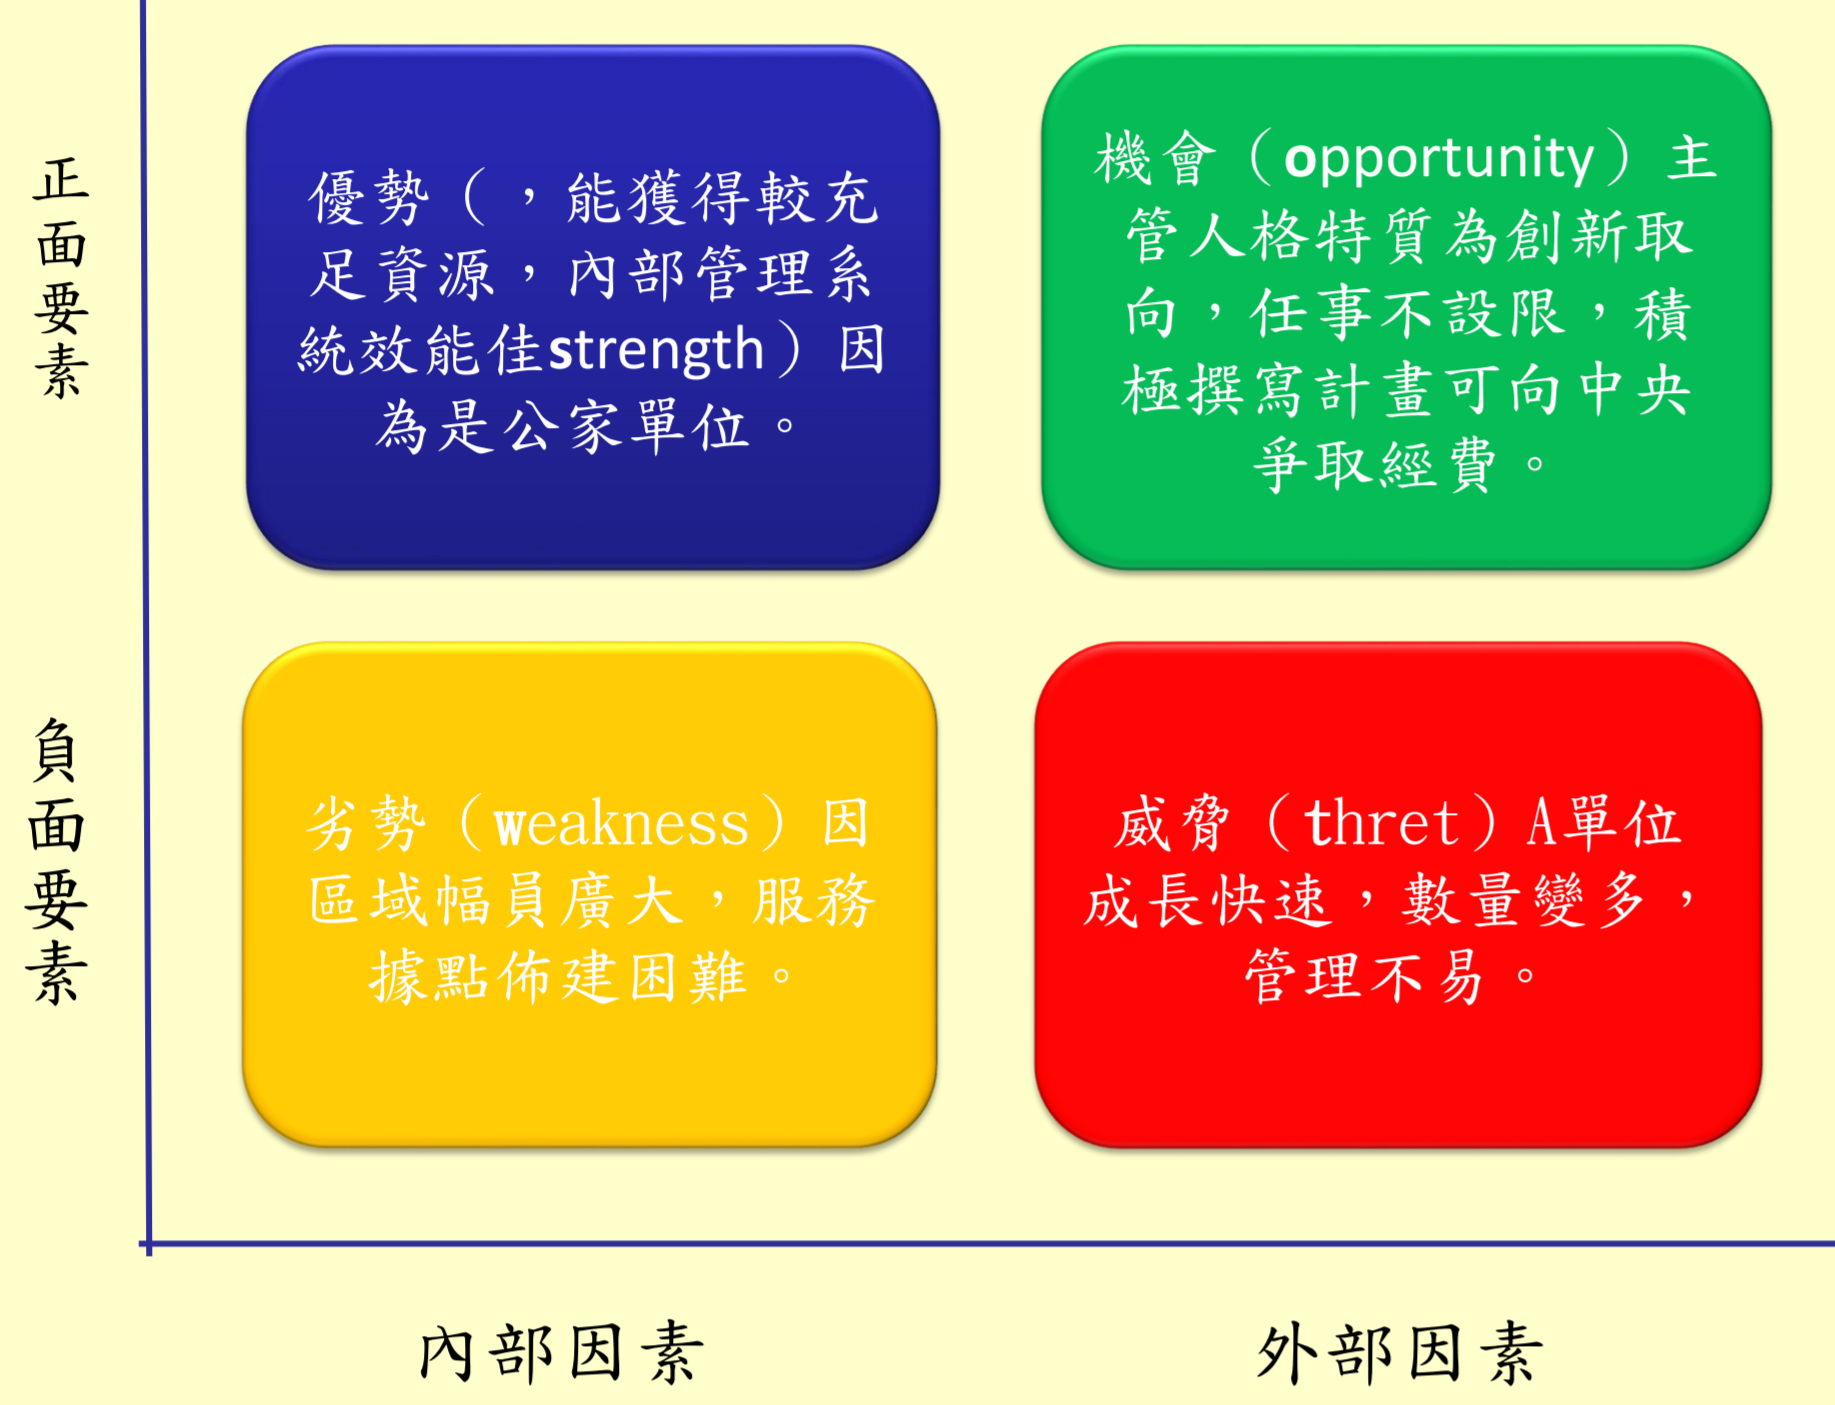 正面要素
優勢（，能獲得較充
足資源，內部管理系
統效能佳strength）因
為是公家單位。
機會（opportunity）主
管人格特質為創新取
向，任事不設限，積
極撰寫計畫可向中央
爭取經費。
負面要素
劣勢（weakness）因
區域幅員廣大，服務
據點佈建困難。
威脅（thret）A單位
成長快速，數量變多，
管理不易。
內部因素
外部因素